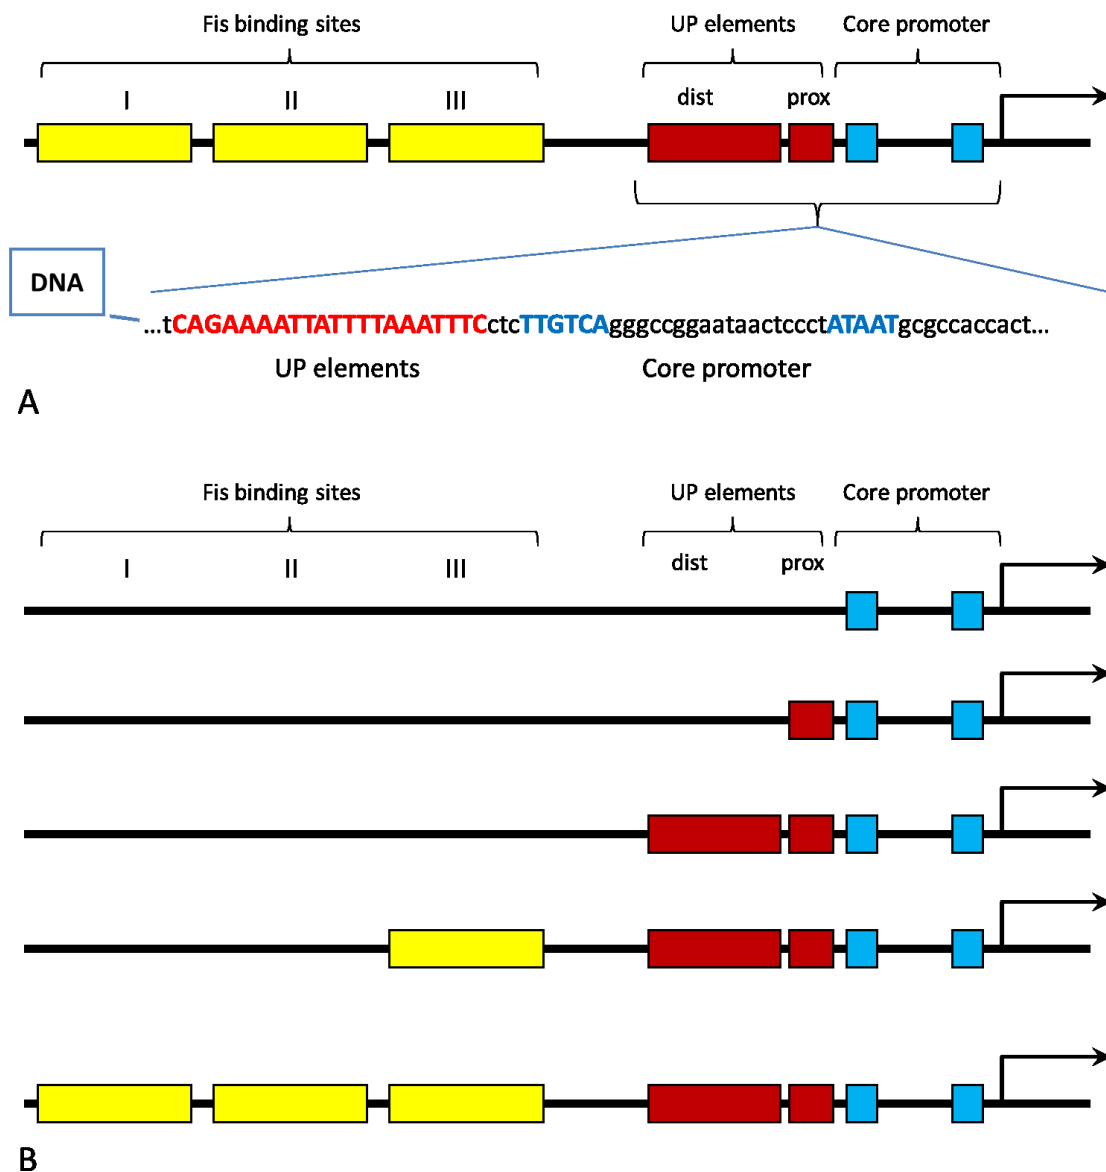 Fis binding sites UP elements Core promoter
I II III dist prox
DNA
...tCAGAAAATTATTTTAAATTTCctcTTGTCAgggccggaataactccctATAATgcgccaccact...
UP elements Core promoter
A
Fis binding sites UP elements Core promoter
I II III dist prox
B